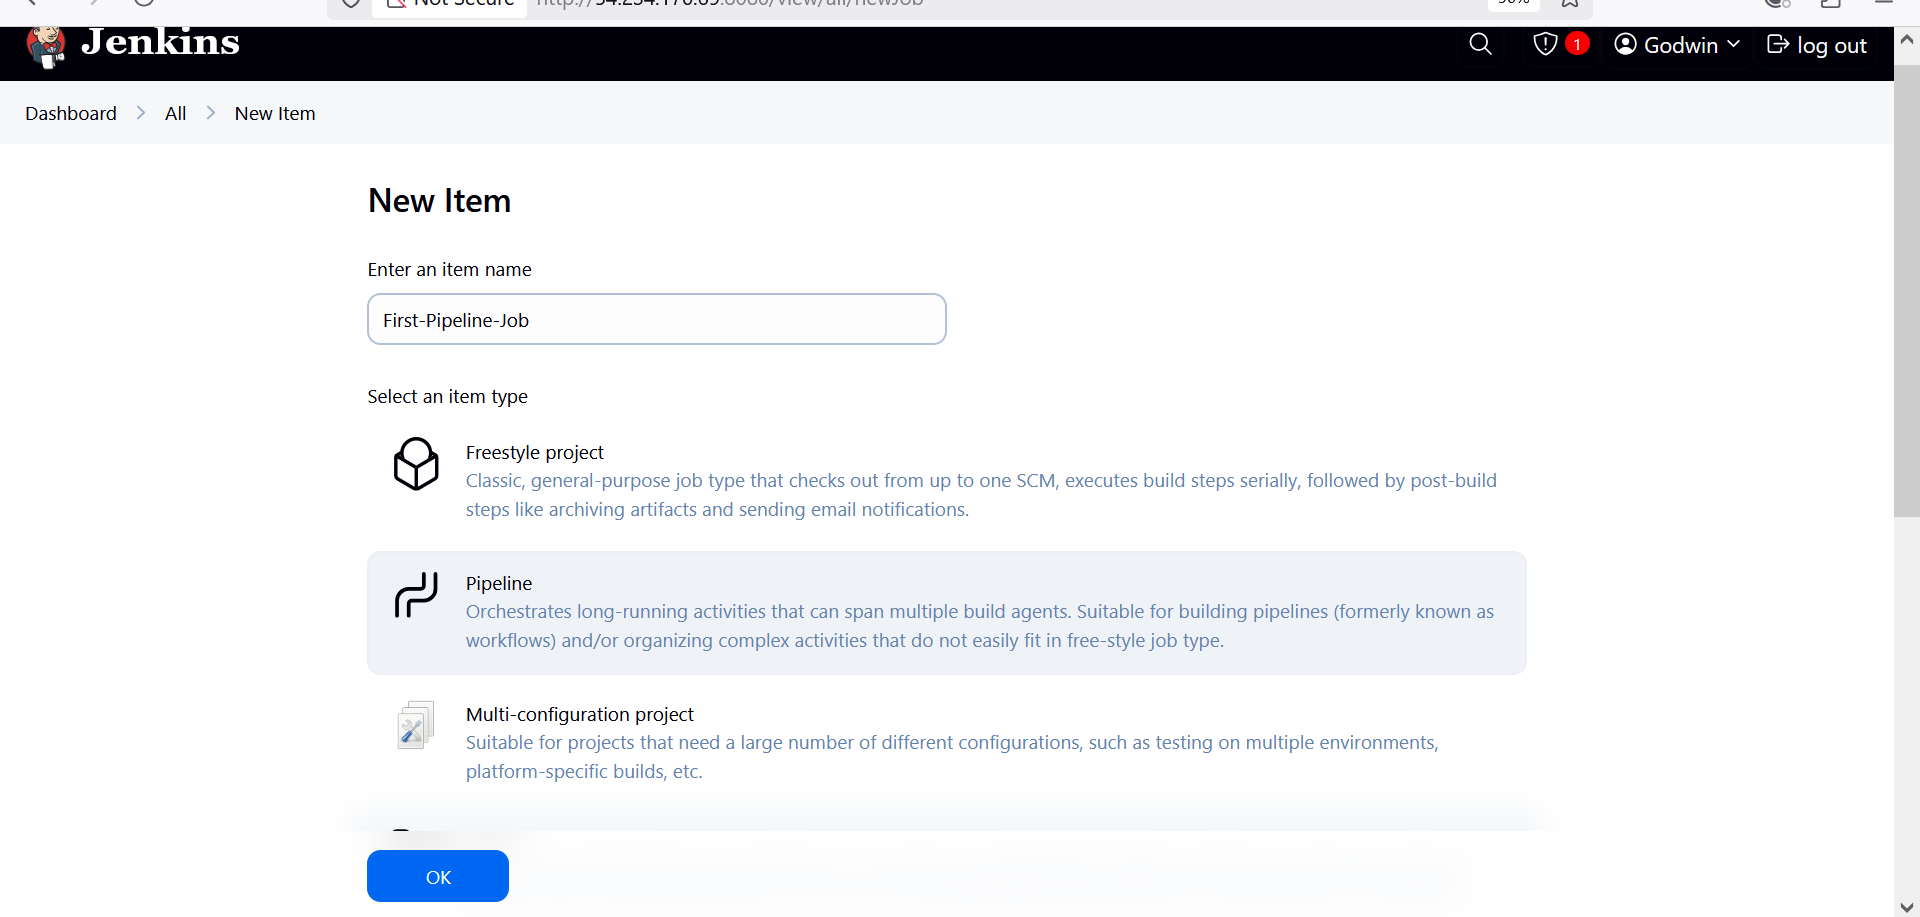 Jenkins
1
Godwin
log out
Dashboard
All
New Item
New Item
Enter an item name
First-Pipeline-Job
Select an item type
Freestyle project
Classic, general-purpose job type that checks out from up to one SCM, executes build steps serially, followed by post-build
steps like archiving artifacts and sending email notifications.
Pipeline
Orchestrates long-running activities that can span multiple build agents. Suitable for building pipelines (formerly known as
workflows) and/or organizing complex activities that do not easily fit in free-style job type.
Multi-configuration project
Suitable for projects that need a large number of different configurations, such as testing on multiple environments,
platform-specific builds, etc.
OK